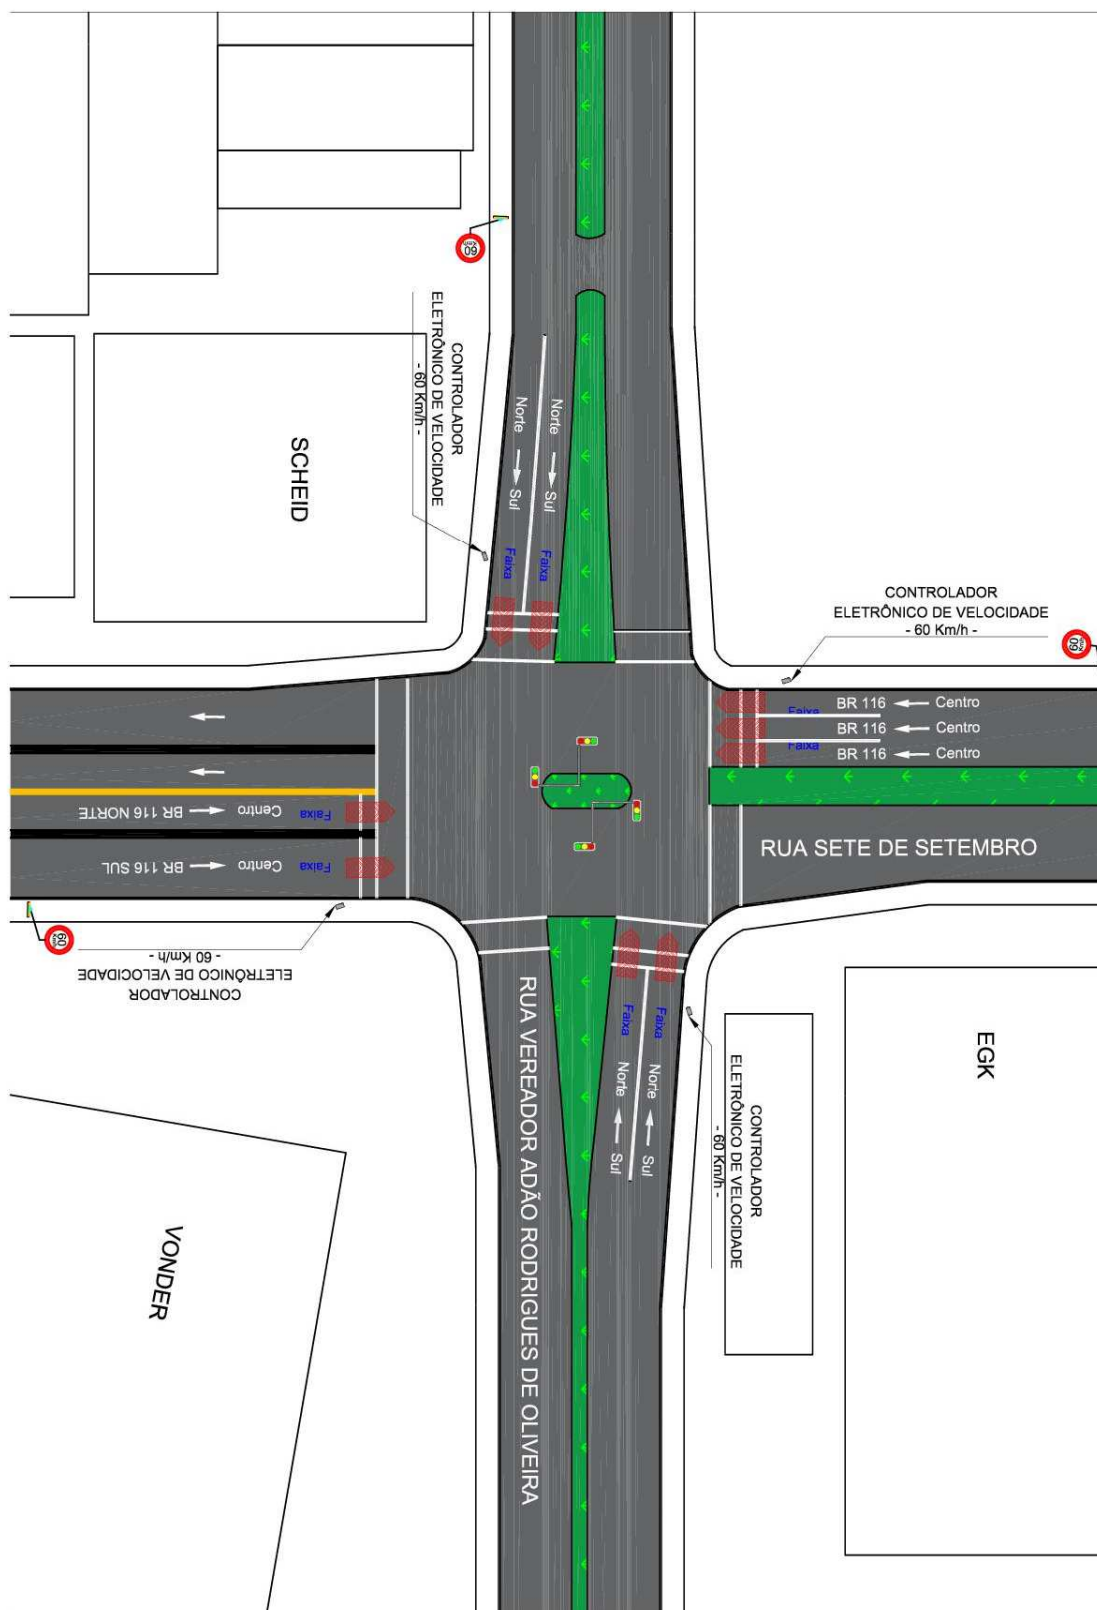 60
Km/h
CONTROLADOR
ELETRÔNICO DE VELOCIDADE
- 60 Km/h -
SCHEID
Norte → Sul
Norte → Sul
Faixa
Faixa
CONTROLADOR
ELETRÔNICO DE VELOCIDADE
- 60 Km/h -
60
Km/h
Faixa
BR 116 ← Centro
BR 116 ← Centro
Faixa
BR 116 ← Centro
RUA SETE DE SETEMBRO
BR 116 NORTE → Centro
Faixa
BR 116 SUL → Centro
Faixa
60
Km/h
CONTROLADOR
ELETRÔNICO DE VELOCIDADE
- 60 Km/h -
RUA VEREADOR ADÃO RODRIGUES DE OLIVEIRA
Faixa
Faixa
Norte ← Sul
Norte ← Sul
CONTROLADOR
ELETRÔNICO DE VELOCIDADE
- 60 Km/h -
EGK
VONDER